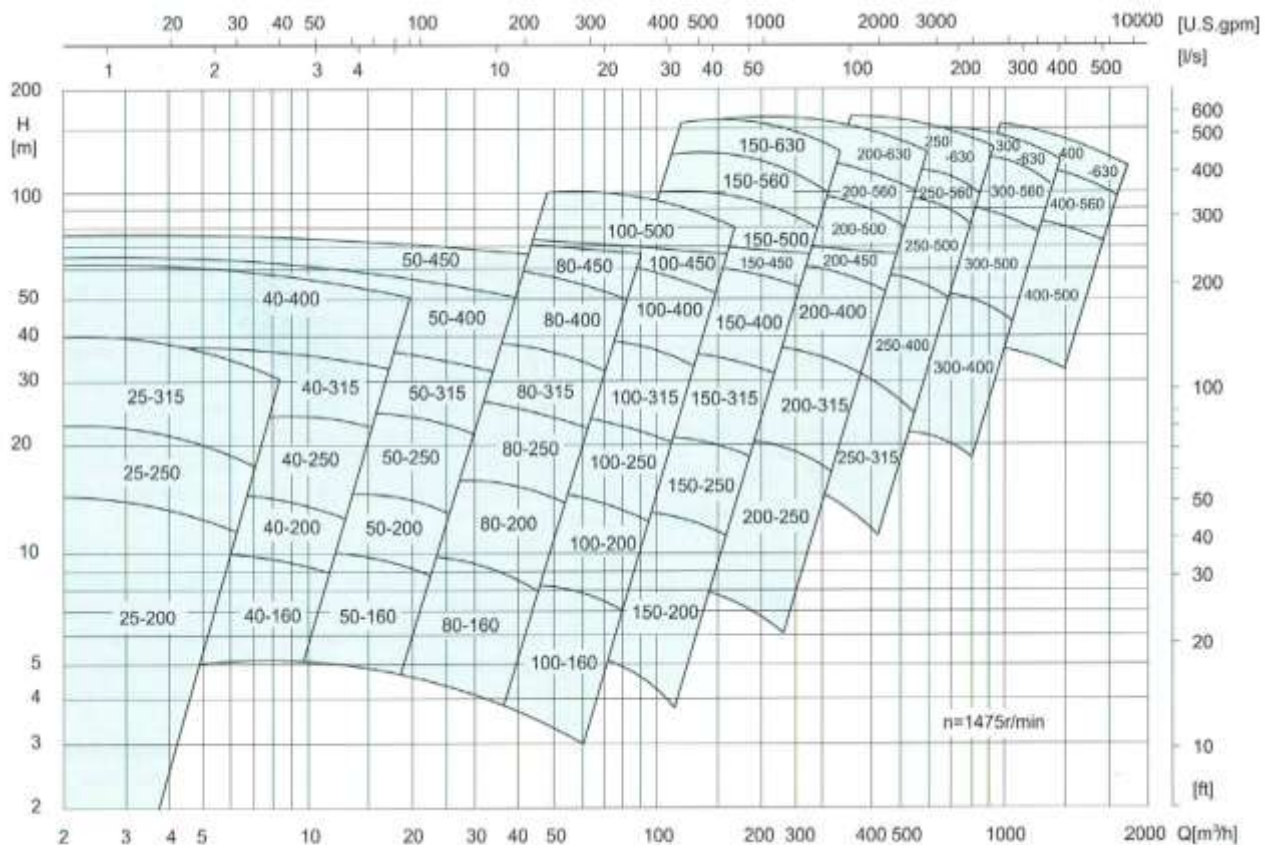 20 30 40 50 100 200 300 400 500 1000 2000 3000 10000 [U.S.gpm]
1 2 3 4 10 20 30 40 50 100 200 300 400 500 [l/s]
200
H
[m]
100
50
40
30
20
10
5
4
3
2
600
500
400
300
200
100
50
40
30
20
10
[ft]
150-630 200-630 250 -630 300 -630 400 -630
150-560 200-560 250-560 300-560 400-560
100-500 150-500 200-500 250-500 300-500 400-500
50-450 80-450 100-450 150-450 200-450
40-400 50-400 80-400 100-400 150-400 200-400 250-400 300-400
25-315 40-315 50-315 80-315 100-315 150-315 200-315 250-315
25-250 40-250 50-250 80-250 100-250 150-250 200-250
40-200 50-200 80-200 100-200
25-200 40-160 50-160 80-160 150-200
100-160
n=1475r/min
2 3 4 5 10 20 30 40 50 100 200 300 400 500 1000 2000 Q[m³/h]